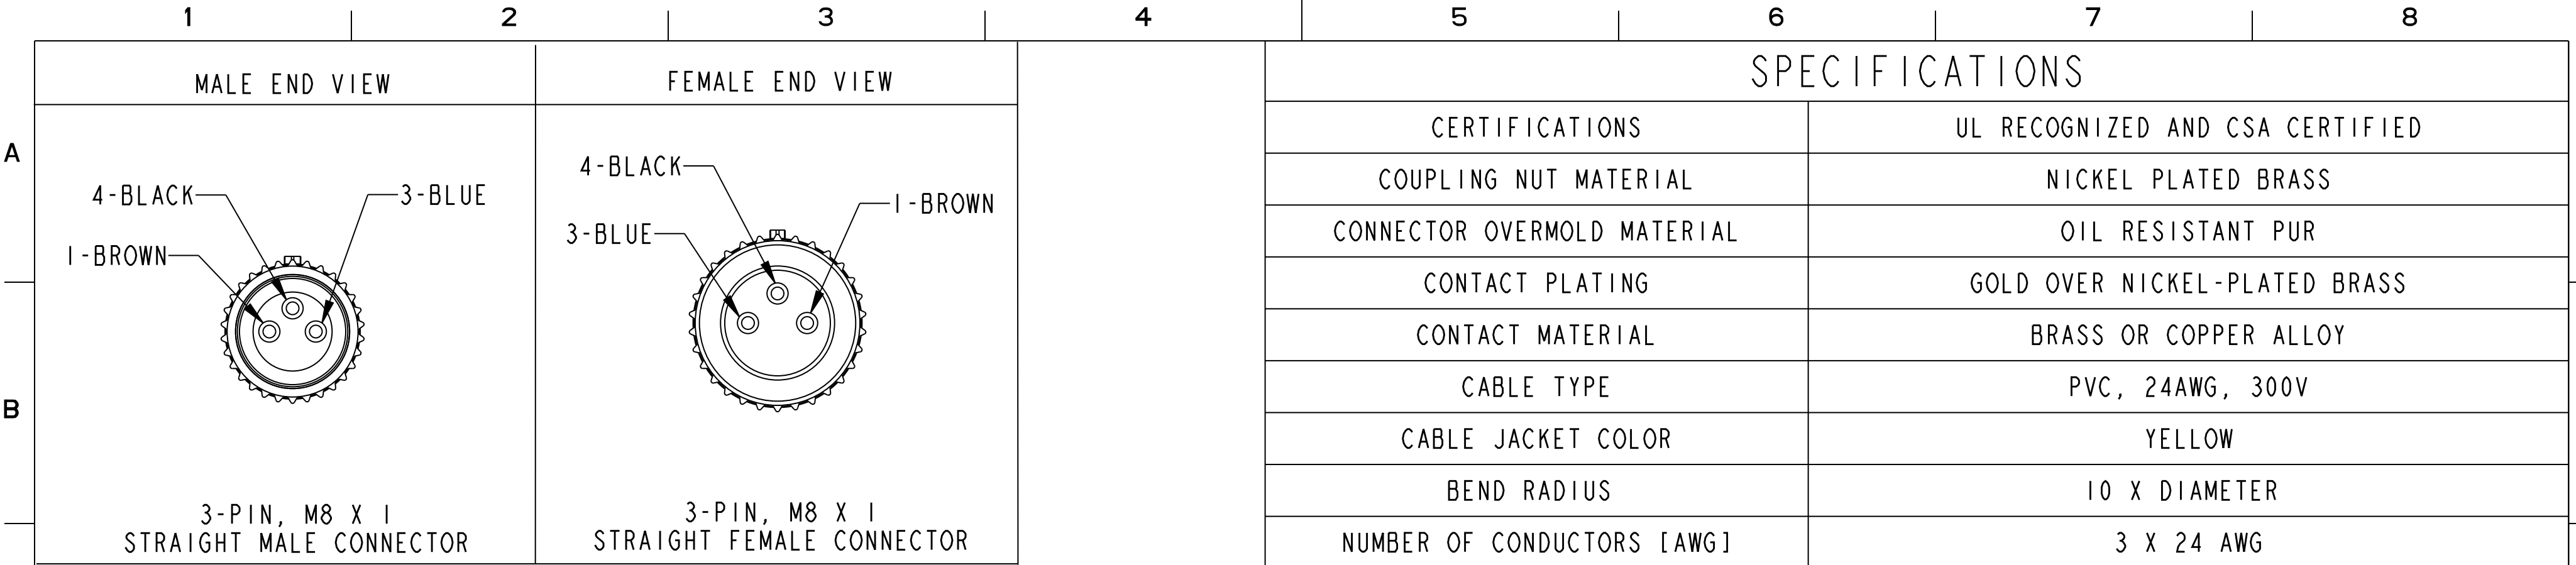 1 2 3 4 5 6 7 8
A
B
MALE END VIEW
4-BLACK
3-BLUE
1-BROWN
3-PIN, M8 X 1
STRAIGHT MALE CONNECTOR
FEMALE END VIEW
4-BLACK
1-BROWN
3-BLUE
3-PIN, M8 X 1
STRAIGHT FEMALE CONNECTOR
SPECIFICATIONS
CERTIFICATIONS UL RECOGNIZED AND CSA CERTIFIED
COUPLING NUT MATERIAL NICKEL PLATED BRASS
CONNECTOR OVERMOLD MATERIAL OIL RESISTANT PUR
CONTACT PLATING GOLD OVER NICKEL-PLATED BRASS
CONTACT MATERIAL BRASS OR COPPER ALLOY
CABLE TYPE PVC, 24AWG, 300V
CABLE JACKET COLOR YELLOW
BEND RADIUS 10 X DIAMETER
NUMBER OF CONDUCTORS [AWG] 3 X 24 AWG